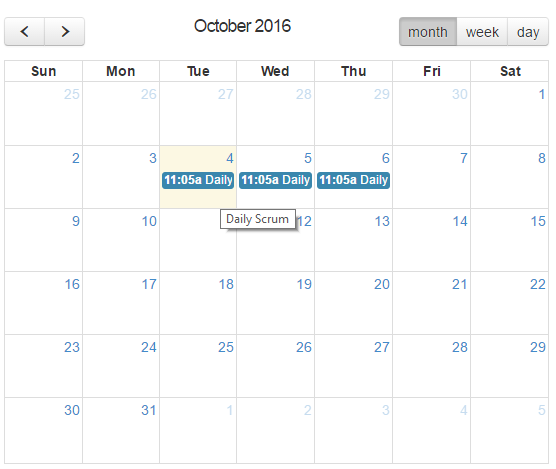 October 2016
month week day
Sun Mon Tue Wed Thu Fri Sat
25 26 27 28 29 30 1
2 3 4 5 6 7 8
11:05a Daily 11:05a Daily 11:05a Daily
Daily Scrum
9 10 12 13 14 15
16 17 18 19 20 21 22
23 24 25 26 27 28 29
30 31 1 2 3 4 5